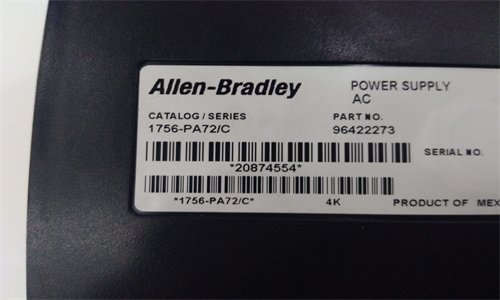 Allen-Bradley
POWER SUPPLY
AC
CATALOG / SERIES
PART NO.
1756-PA72/C
96422273
SERIAL NO.
*20874554*
*1756-PA72/C*
4K
PRODUCT OF MEX